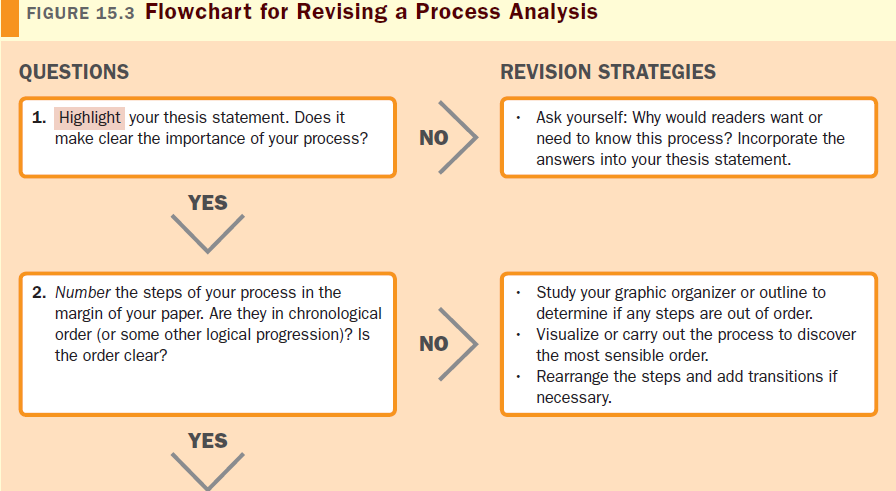 FIGURE 15.3 Flowchart for Revising a Process Analysis
QUESTIONS
REVISION STRATEGIES
1. Highlight your thesis statement. Does it
make clear the importance of your process?
NO
• Ask yourself: Why would readers want or
need to know this process? Incorporate the
answers into your thesis statement.
YES
2. Number the steps of your process in the
margin of your paper. Are they in chronological
order (or some other logical progression)? Is
the order clear?
NO
• Study your graphic organizer or outline to
determine if any steps are out of order.
• Visualize or carry out the process to discover
the most sensible order.
• Rearrange the steps and add transitions if
necessary.
YES